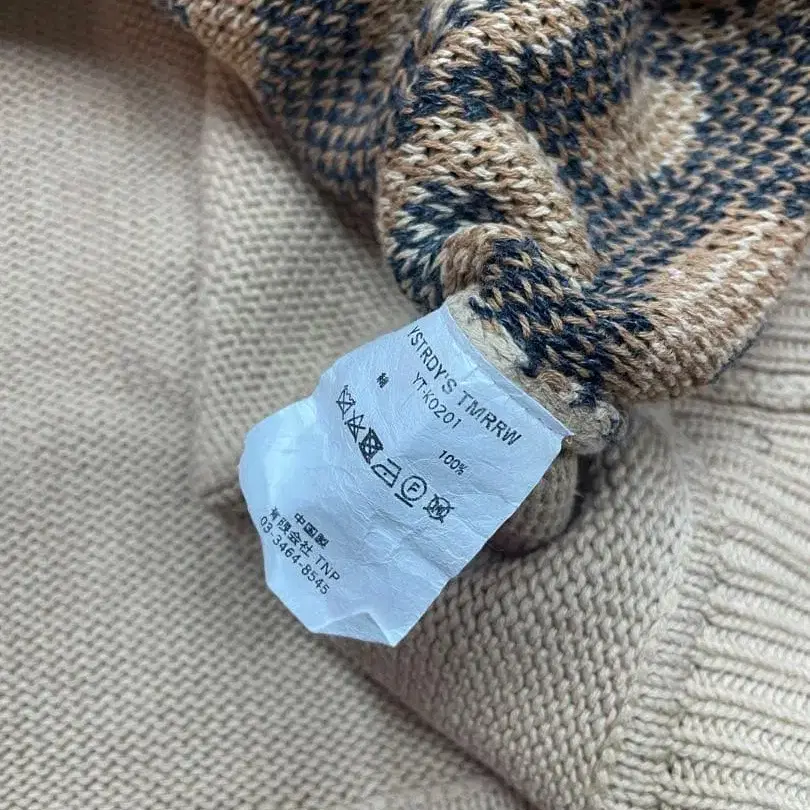 YSTRDY'S TMRRW
YT-K0201
綿 100%
F
W
中国製
有限会社 TNP
03-3464-8545